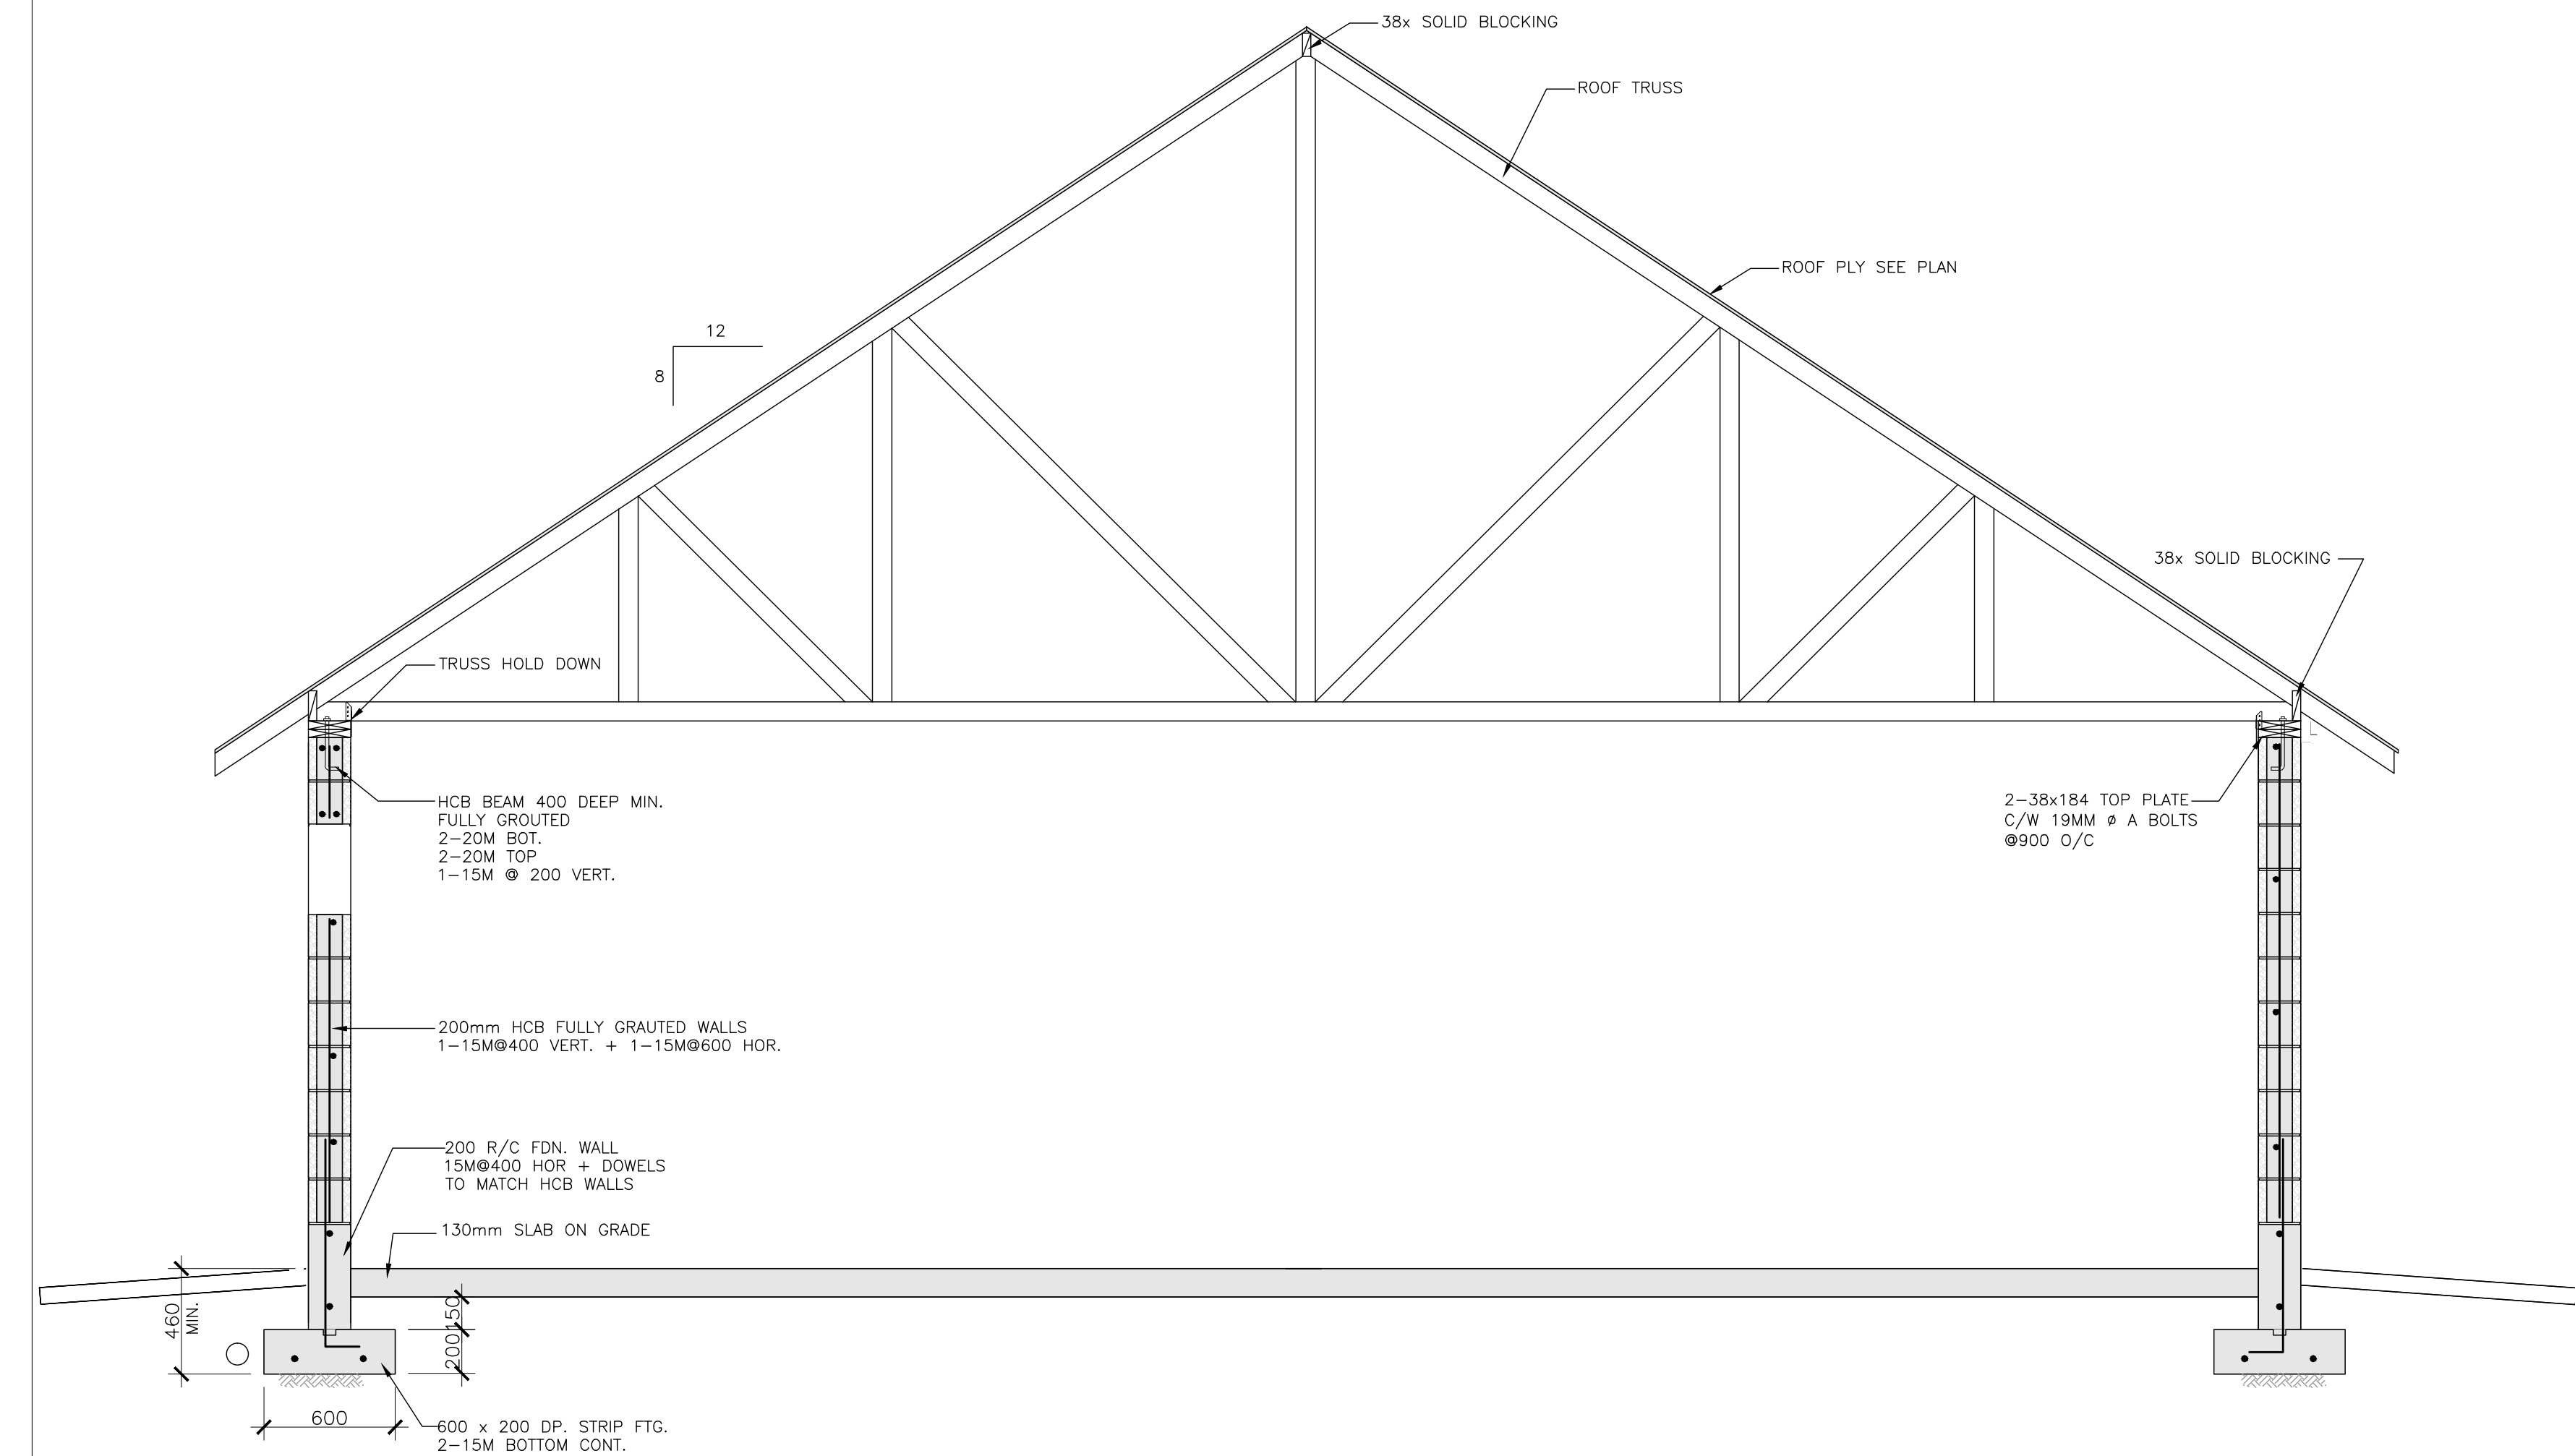 38x SOLID BLOCKING
ROOF TRUSS
ROOF PLY SEE PLAN
12
8
38x SOLID BLOCKING
TRUSS HOLD DOWN
HCB BEAM 400 DEEP MIN.
FULLY GROUTED
2-20M BOT.
2-20M TOP
1-15M @ 200 VERT.
2-38x184 TOP PLATE
C/W 19MM ø A BOLTS
@900 O/C
200mm HCB FULLY GRAUTED WALLS
1-15M@400 VERT. + 1-15M@600 HOR.
200 R/C FDN. WALL
15M@400 HOR + DOWELS
TO MATCH HCB WALLS
130mm SLAB ON GRADE
460
MIN.
150
200
600
600 x 200 DP. STRIP FTG.
2-15M BOTTOM CONT.